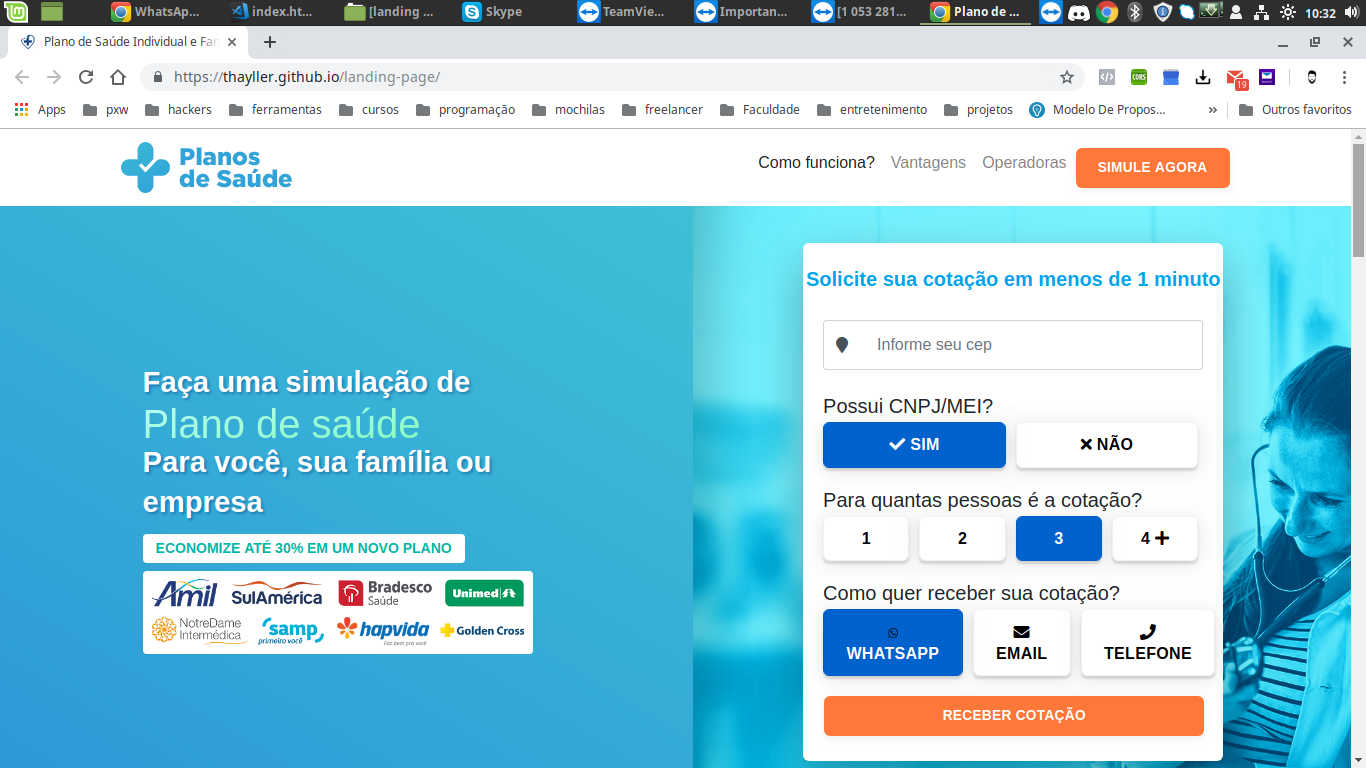 WhatsAp...
index.ht...
[landing ...
Skype
TeamVie...
Importan...
[1 053 281...
Plano de ...
10:32
Plano de Saúde Individual e Fan
https://thayller.github.io/landing-page/
19
Apps
pxw
hackers
ferramentas
cursos
programação
mochilas
freelancer
Faculdade
entretenimento
projetos
Modelo De Propos...
»
Outros favoritos
Planos
de Saúde
Como funciona?
Vantagens
Operadoras
SIMULE AGORA
Faça uma simulação de
Plano de saúde
Para você, sua família ou
empresa
ECONOMIZE ATÉ 30% EM UM NOVO PLANO
Amil
SulAmérica
Bradesco
Saúde
Unimed
NotreDame
Intermédica
samp
primeiro você
hapvida
Faz bem pra você
Golden Cross
Solicite sua cotação em menos de 1 minuto
Informe seu cep
Possui CNPJ/MEI?
SIM
NÃO
Para quantas pessoas é a cotação?
1
2
3
4
Como quer receber sua cotação?
WHATSAPP
EMAIL
TELEFONE
RECEBER COTAÇÃO